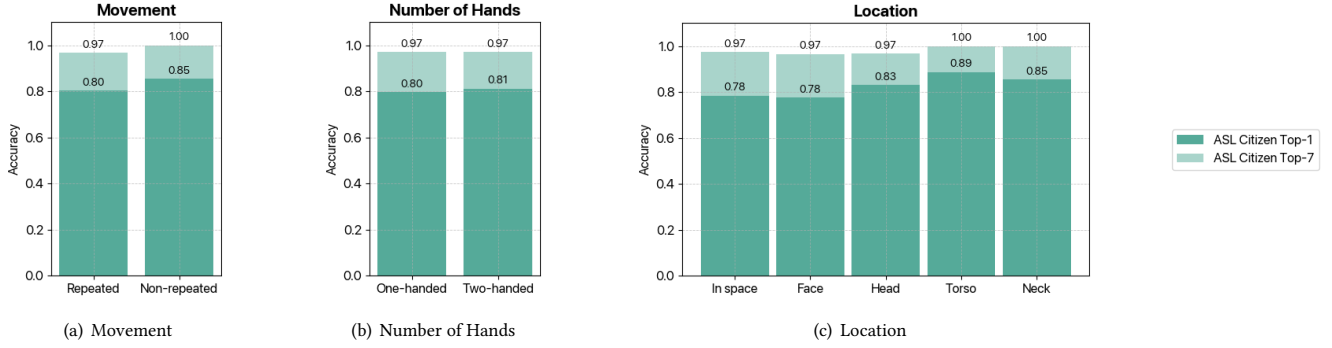 Movement
Accuracy
1.0
0.8
0.6
0.4
0.2
0.0
0.97
1.00
0.80
0.85
Repeated
Non-repeated
(a) Movement
Number of Hands
Accuracy
1.0
0.8
0.6
0.4
0.2
0.0
0.97
0.97
0.80
0.81
One-handed
Two-handed
(b) Number of Hands
Location
Accuracy
1.0
0.8
0.6
0.4
0.2
0.0
0.97
0.97
0.97
1.00
1.00
0.78
0.78
0.83
0.89
0.85
In space
Face
Head
Torso
Neck
(c) Location
ASL Citizen Top-1
ASL Citizen Top-7